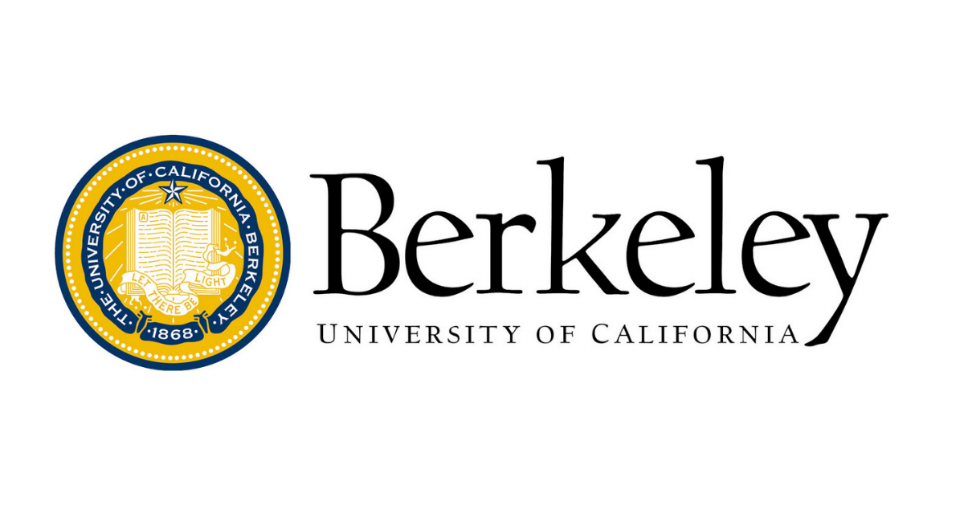 ·THE·UNIVERSITY·OF·CALIFORNIA·BERKELEY·
·1868·
A
LET THERE BE LIGHT
Berkeley
UNIVERSITY OF CALIFORNIA